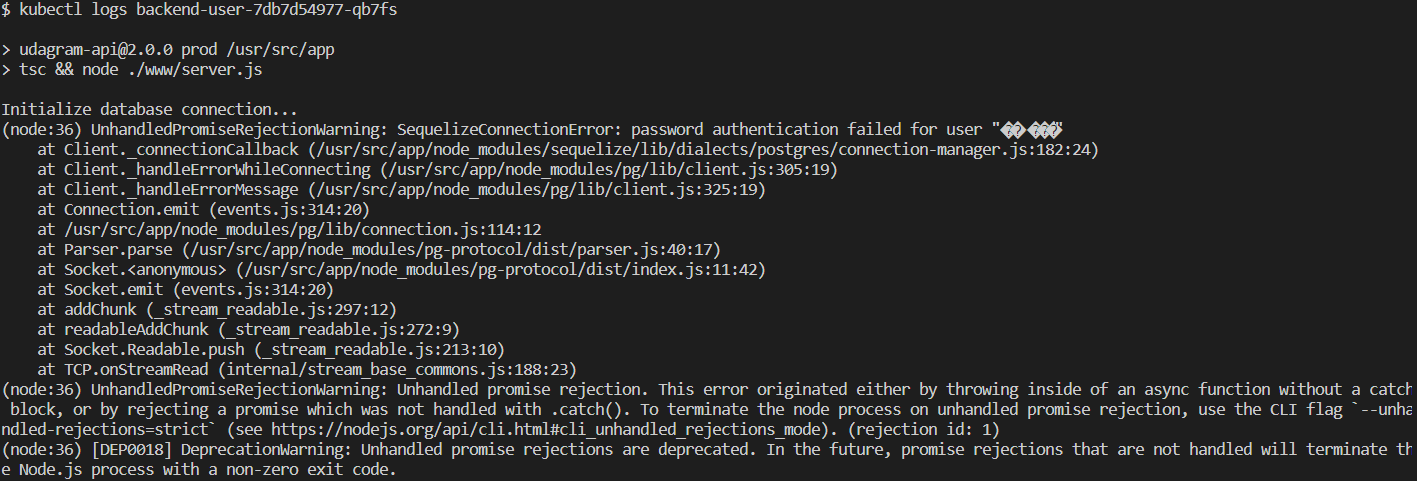 $ kubectl logs backend-user-7db7d54977-qb7fs
> udagram-api@2.0.0 prod /usr/src/app
> tsc && node ./www/server.js
Initialize database connection...
(node:36) UnhandledPromiseRejectionWarning: SequelizeConnectionError: password authentication failed for user "�� ���"
    at Client._connectionCallback (/usr/src/app/node_modules/sequelize/lib/dialects/postgres/connection-manager.js:182:24)
    at Client._handleErrorWhileConnecting (/usr/src/app/node_modules/pg/lib/client.js:305:19)
    at Client._handleErrorMessage (/usr/src/app/node_modules/pg/lib/client.js:325:19)
    at Connection.emit (events.js:314:20)
    at /usr/src/app/node_modules/pg/lib/connection.js:114:12
    at Parser.parse (/usr/src/app/node_modules/pg-protocol/dist/parser.js:40:17)
    at Socket.<anonymous> (/usr/src/app/node_modules/pg-protocol/dist/index.js:11:42)
    at Socket.emit (events.js:314:20)
    at addChunk (_stream_readable.js:297:12)
    at readableAddChunk (_stream_readable.js:272:9)
    at Socket.Readable.push (_stream_readable.js:213:10)
    at TCP.onStreamRead (internal/stream_base_commons.js:188:23)
(node:36) UnhandledPromiseRejectionWarning: Unhandled promise rejection. This error originated either by throwing inside of an async function without a catch
 block, or by rejecting a promise which was not handled with .catch(). To terminate the node process on unhandled promise rejection, use the CLI flag `--unha
ndled-rejections=strict` (see https://nodejs.org/api/cli.html#cli_unhandled_rejections_mode). (rejection id: 1)
(node:36) [DEP0018] DeprecationWarning: Unhandled promise rejections are deprecated. In the future, promise rejections that are not handled will terminate th
e Node.js process with a non-zero exit code.